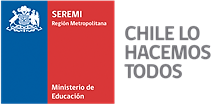 SEREMI
Región Metropolitana
Ministerio de
Educación
CHILE LO
HACEMOS
TODOS